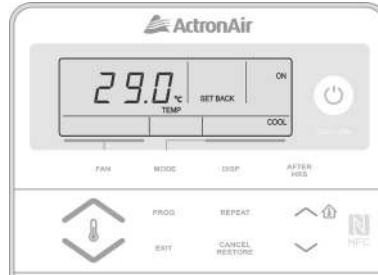 ActronAir
ON
29.0 °C
SET BACK
TEMP
COOL
FAN MODE DISP AFTER HRS
PROG REPEAT
EXIT CANCEL RESTORE
NFC